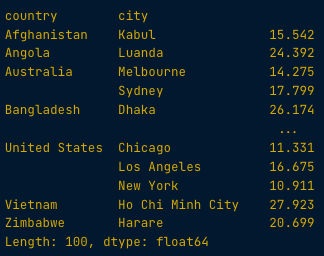 country      city
Afghanistan  Kabul               15.542
Angola       Luanda              24.392
Australia    Melbourne           14.275
             Sydney              17.799
Bangladesh   Dhaka               26.174
                                  ...
United States  Chicago           11.331
               Los Angeles       16.675
               New York          10.911
Vietnam        Ho Chi Minh City  27.923
Zimbabwe       Harare            20.699
Length: 100, dtype: float64